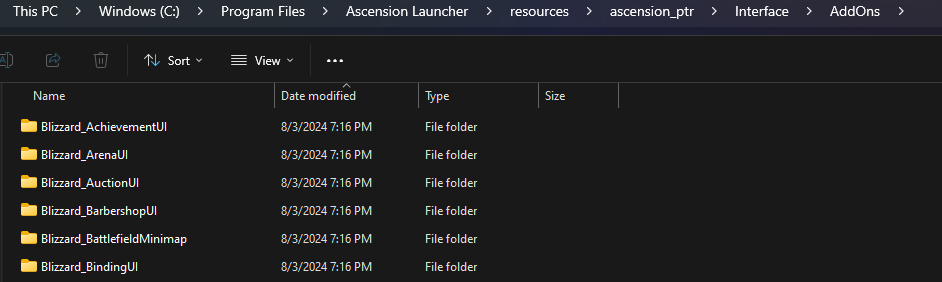 This PC > Windows (C:) > Program Files > Ascension Launcher > resources > ascension_ptr > Interface > AddOns >
Sort View ...
Name Date modified Type Size
Blizzard_AchievementUI 8/3/2024 7:16 PM File folder
Blizzard_ArenaUI 8/3/2024 7:16 PM File folder
Blizzard_AuctionUI 8/3/2024 7:16 PM File folder
Blizzard_BarbershopUI 8/3/2024 7:16 PM File folder
Blizzard_BattlefieldMinimap 8/3/2024 7:16 PM File folder
Blizzard_BindingUI 8/3/2024 7:16 PM File folder